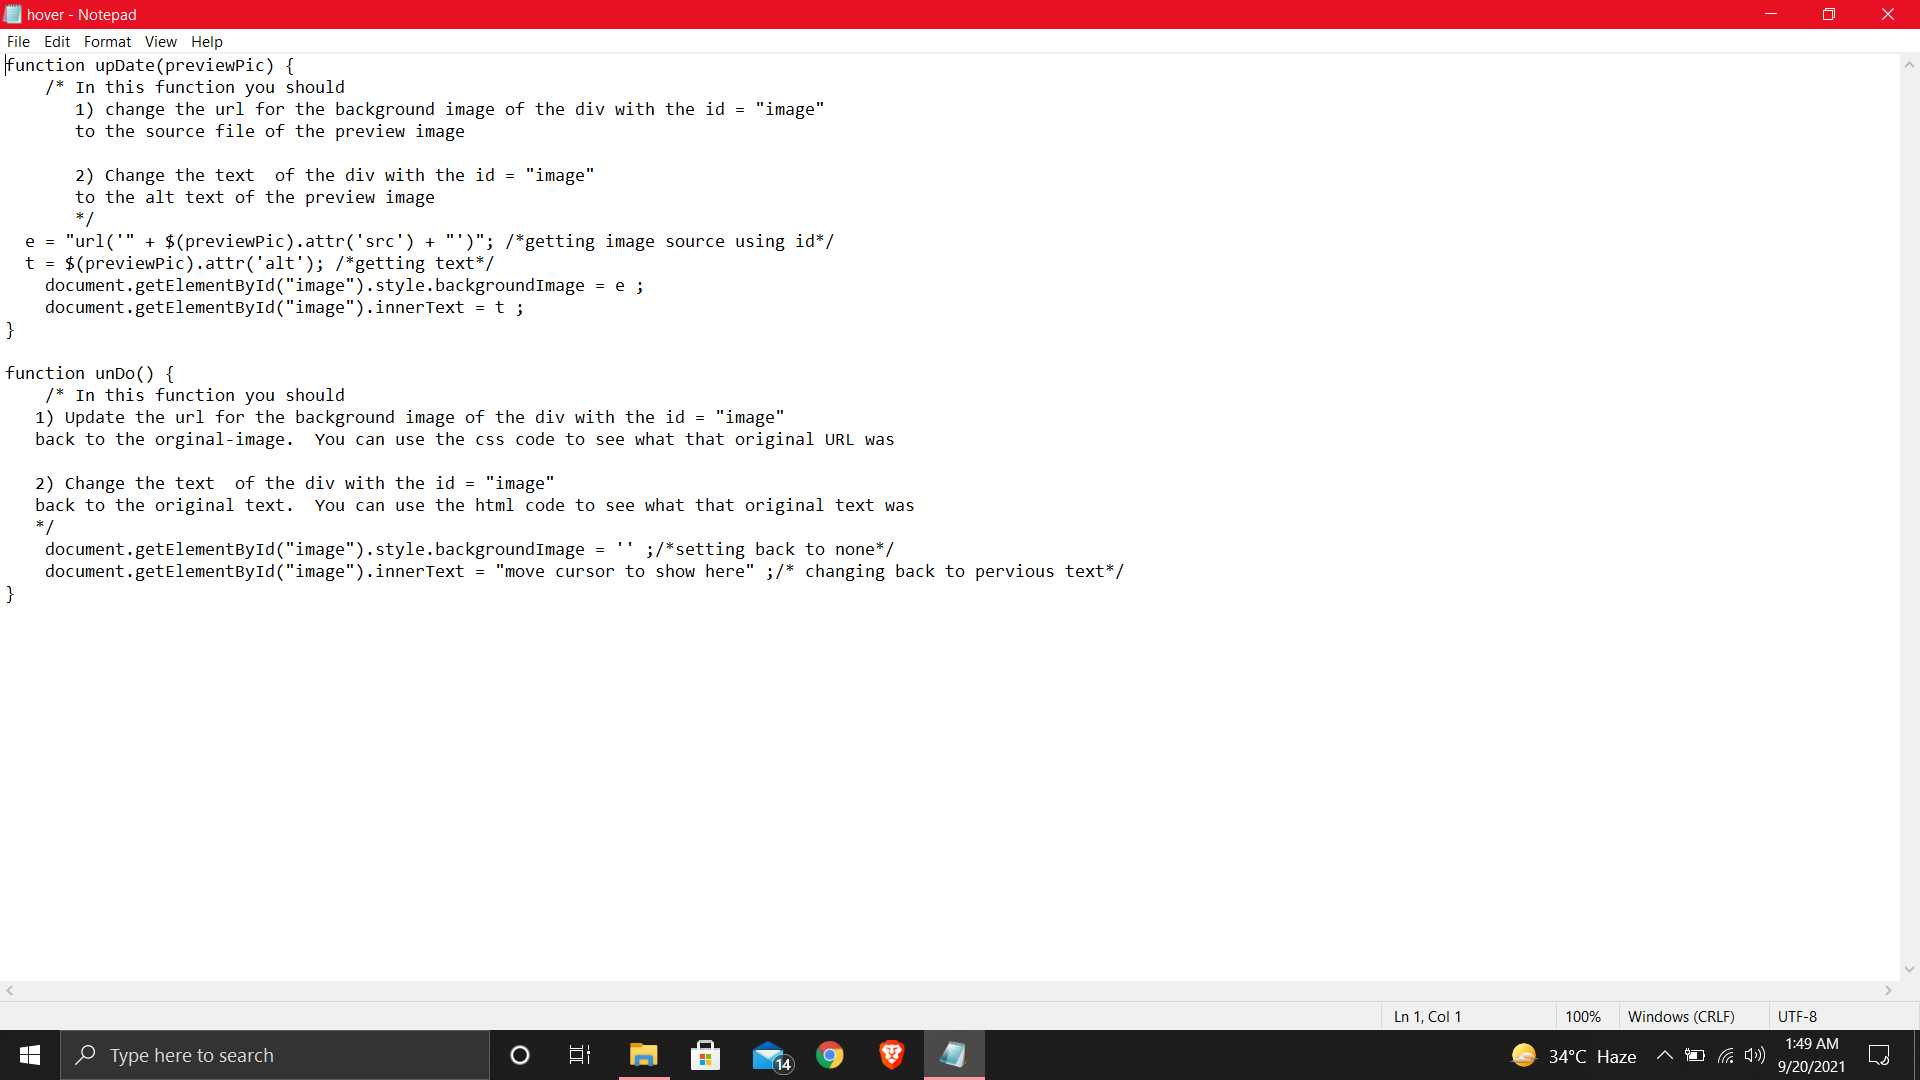 hover - Notepad
File Edit Format View Help
function upDate(previewPic) {
    /* In this function you should
       1) change the url for the background image of the div with the id = "image"
       to the source file of the preview image

       2) Change the text  of the div with the id = "image"
       to the alt text of the preview image
       */
  e = "url('" + $(previewPic).attr('src') + "')"; /*getting image source using id*/
  t = $(previewPic).attr('alt'); /*getting text*/
    document.getElementById("image").style.backgroundImage = e ;
    document.getElementById("image").innerText = t ;
}

function unDo() {
    /* In this function you should
   1) Update the url for the background image of the div with the id = "image"
   back to the orginal-image.  You can use the css code to see what that original URL was

   2) Change the text  of the div with the id = "image"
   back to the original text.  You can use the html code to see what that original text was
   */
    document.getElementById("image").style.backgroundImage = '' ;/*setting back to none*/
    document.getElementById("image").innerText = "move cursor to show here" ;/* changing back to pervious text*/
}
Ln 1, Col 1 100% Windows (CRLF) UTF-8
Type here to search 14 34°C Haze 1:49 AM
9/20/2021